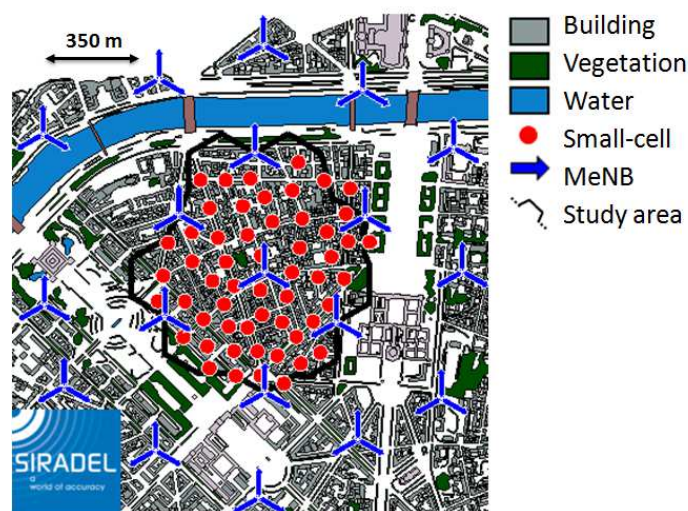 350 m
Building
Vegetation
Water
Small-cell
MeNB
Study area
SIRADEL
a
world of accuracy